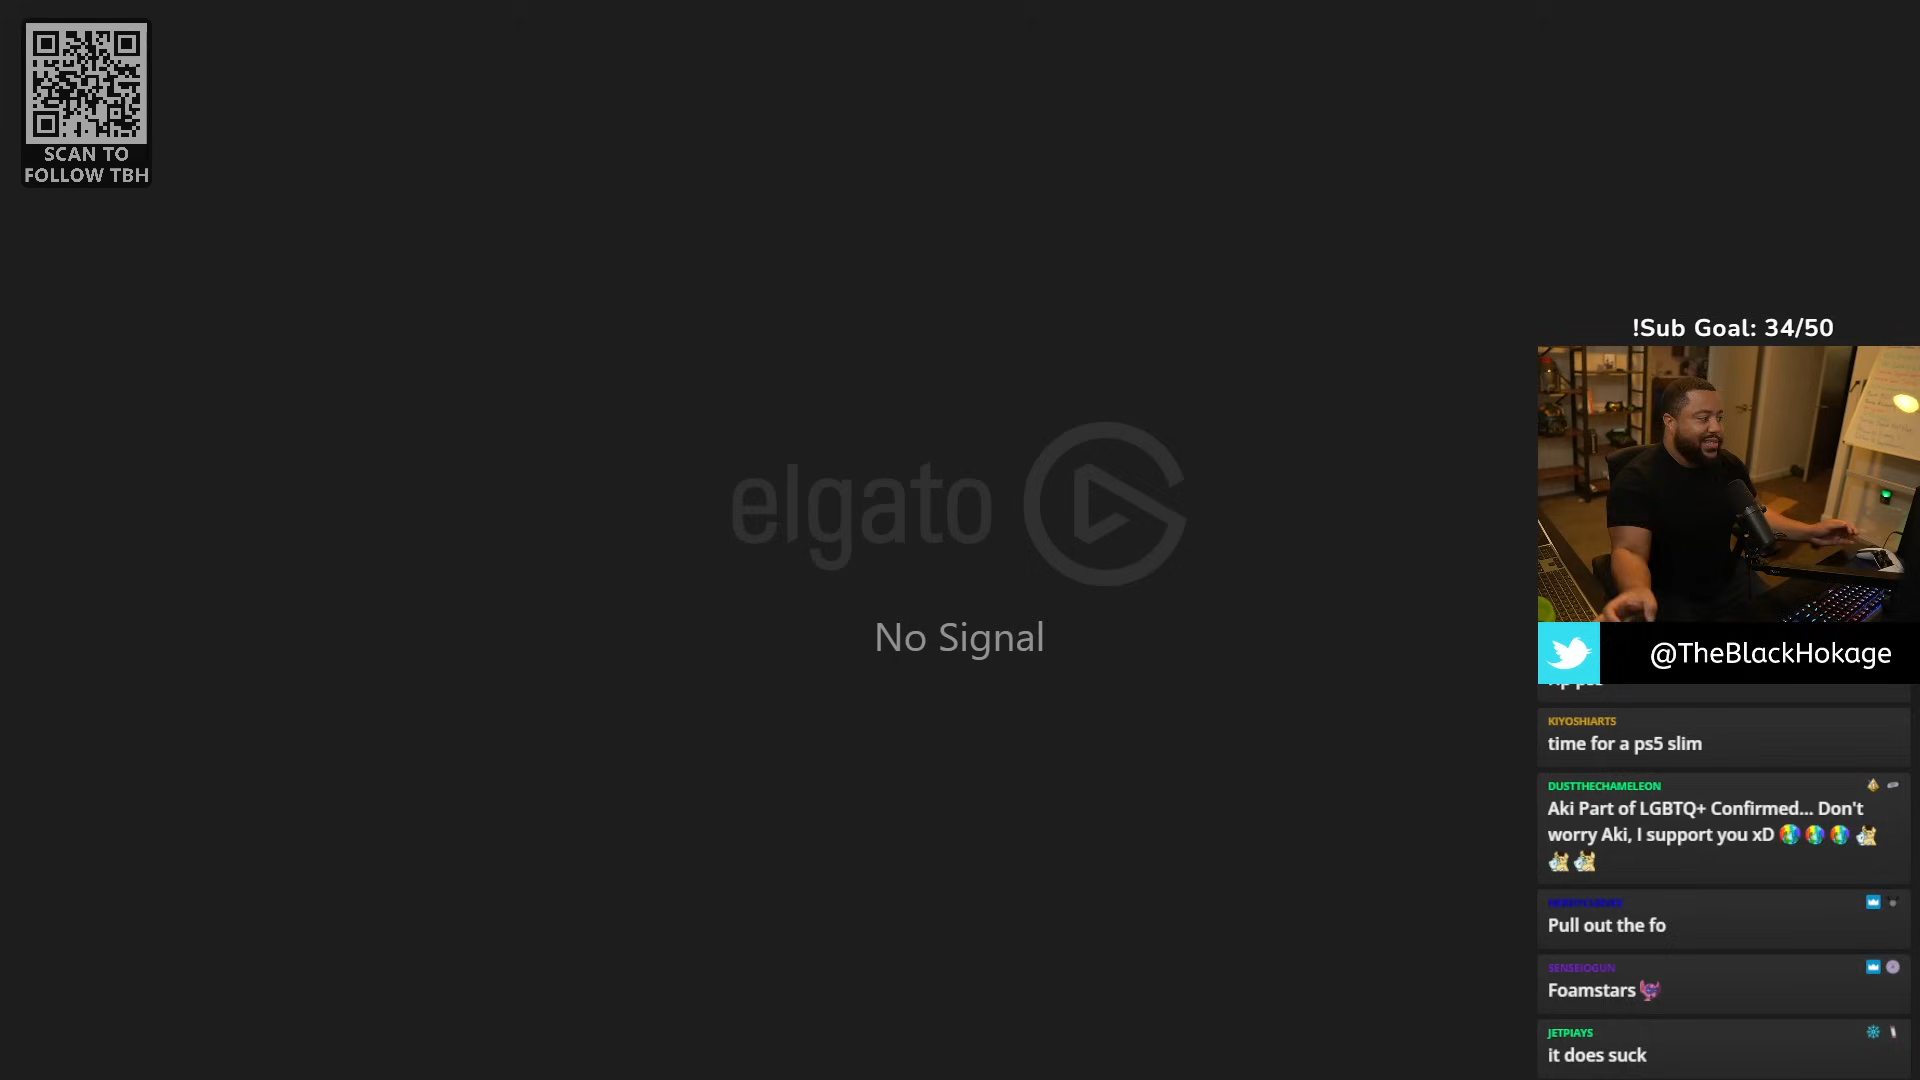 SCAN TO
FOLLOW TBH
elgato
No Signal
!Sub Goal: 34/50
@TheBlackHokage
KIYOSHIARTS
time for a ps5 slim
DUSTTHECHAMELEON
Aki Part of LGBTQ+ Confirmed... Don't
worry Aki, I support you xD
Pull out the fo
SENSEIOGUN
Foamstars
JETPIAYS
it does suck